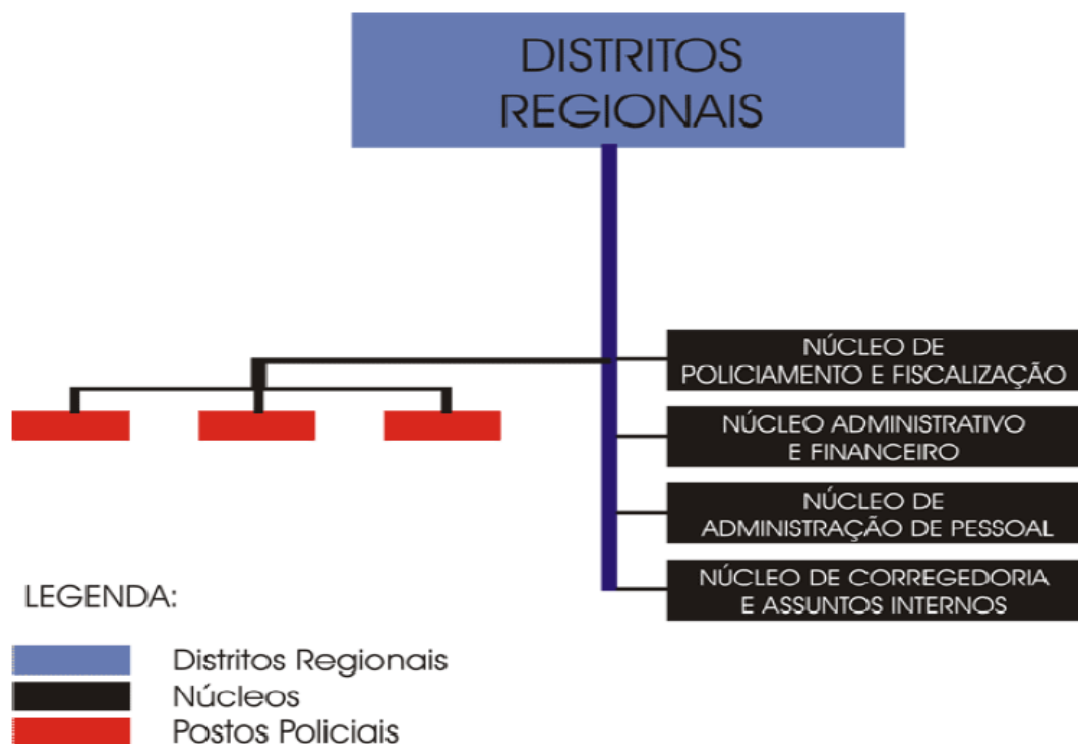 DISTRITOS
REGIONAIS
NÚCLEO DE
POLICIAMENTO E FISCALIZAÇÃO
NÚCLEO ADMINISTRATIVO
E FINANCEIRO
NÚCLEO DE
ADMINISTRAÇÃO DE PESSOAL
NÚCLEO DE CORREGEDORIA
E ASSUNTOS INTERNOS
LEGENDA:
Distritos Regionais
Núcleos
Postos Policiais